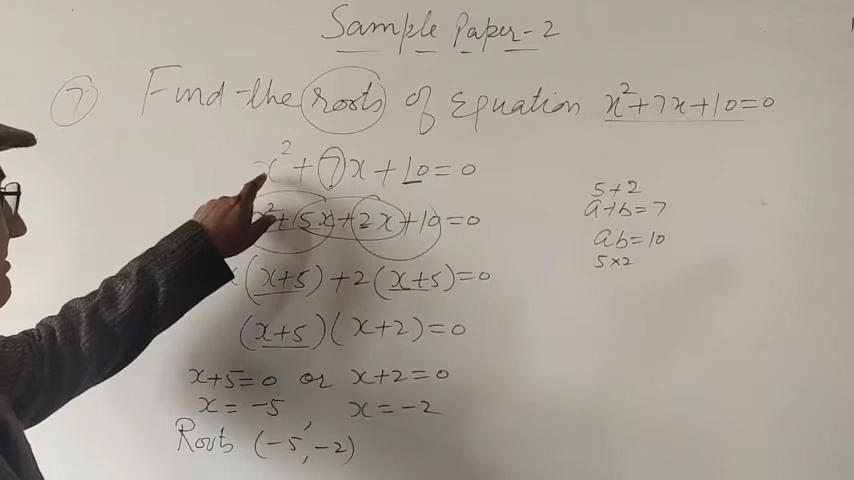 Sample Paper-2
7 Find the roots of Equation x²+7x+10=0
x²+7x+10=0
x²+5x+2x+10=0
(x+5)+2(x+5)=0
(x+5)(x+2)=0
x+5=0 or x+2=0
x=-5 x=-2
Roots (-5,-2)
5+2
a+b=7
ab=10
5×2